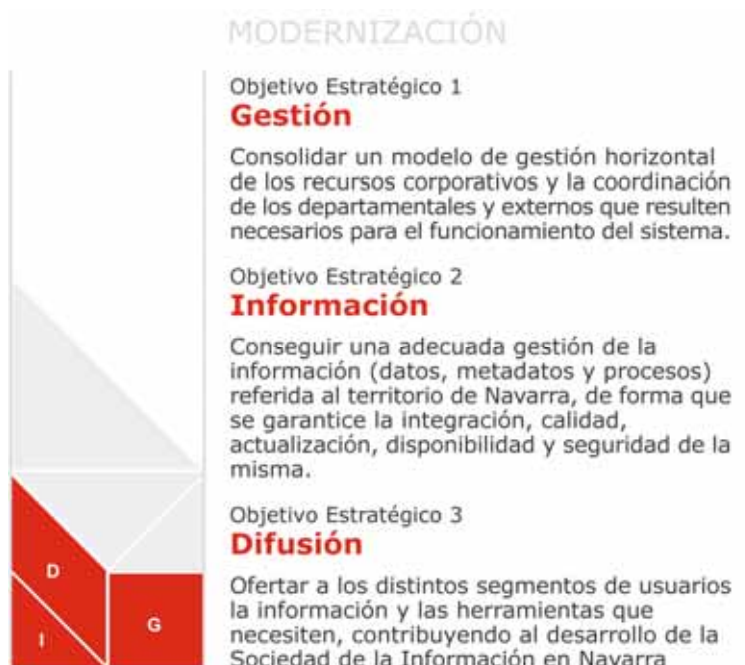 MODERNIZACIÓN
Objetivo Estratégico 1
Gestión
Consolidar un modelo de gestión horizontal
de los recursos corporativos y la coordinación
de los departamentales y externos que resulten
necesarios para el funcionamiento del sistema.
Objetivo Estratégico 2
Información
Conseguir una adecuada gestión de la
información (datos, metadatos y procesos)
referida al territorio de Navarra, de forma que
se garantice la integración, calidad,
actualización, disponibilidad y seguridad de la
misma.
Objetivo Estratégico 3
Difusión
Ofertar a los distintos segmentos de usuarios
la información y las herramientas que
necesiten, contribuyendo al desarrollo de la
Sociedad de la Información en Navarra
D
G
I